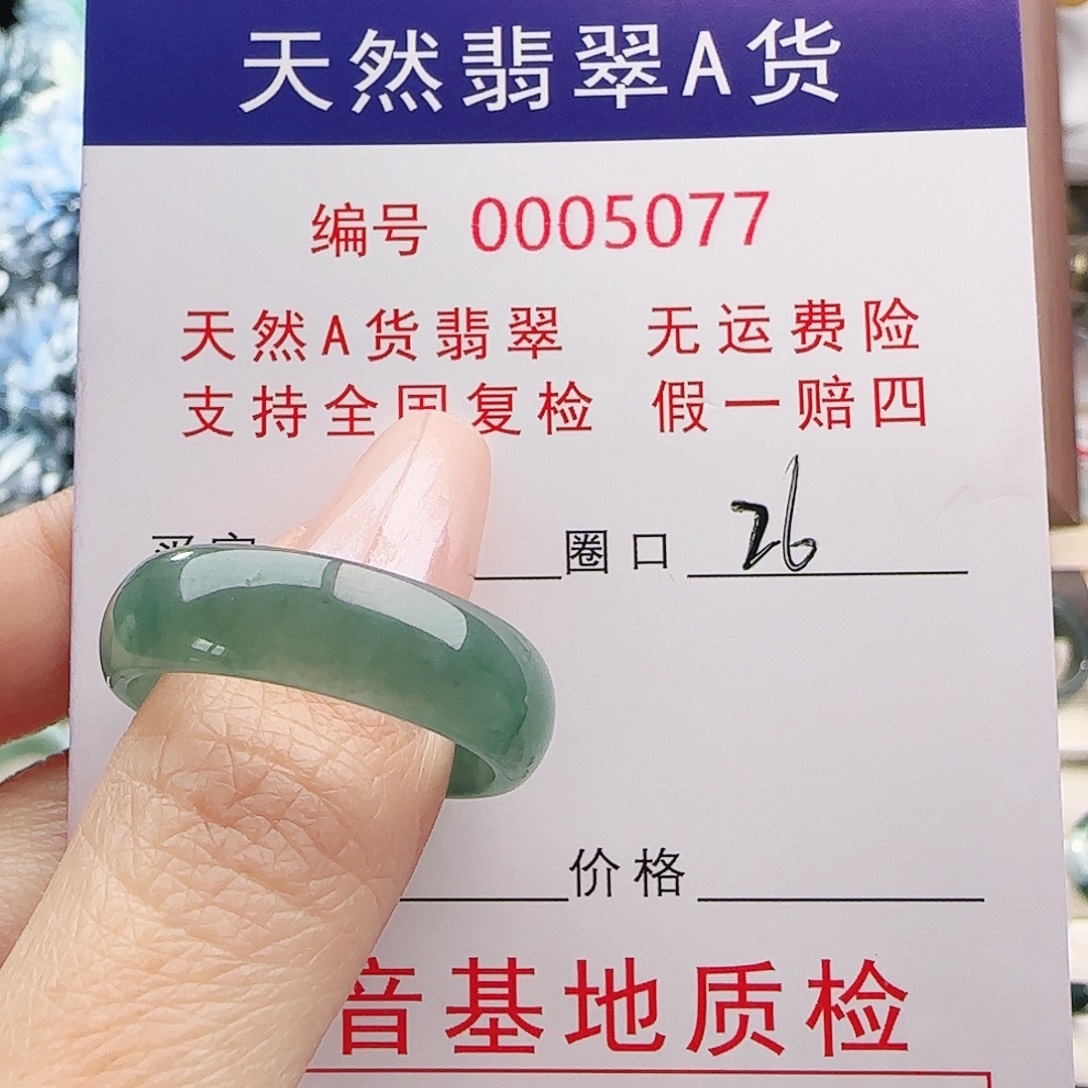 天然翡翠A货
编号 0005077
天然A货翡翠 无运费险
支持全国复检 假一赔四
圈口 26
价格
音基地质检